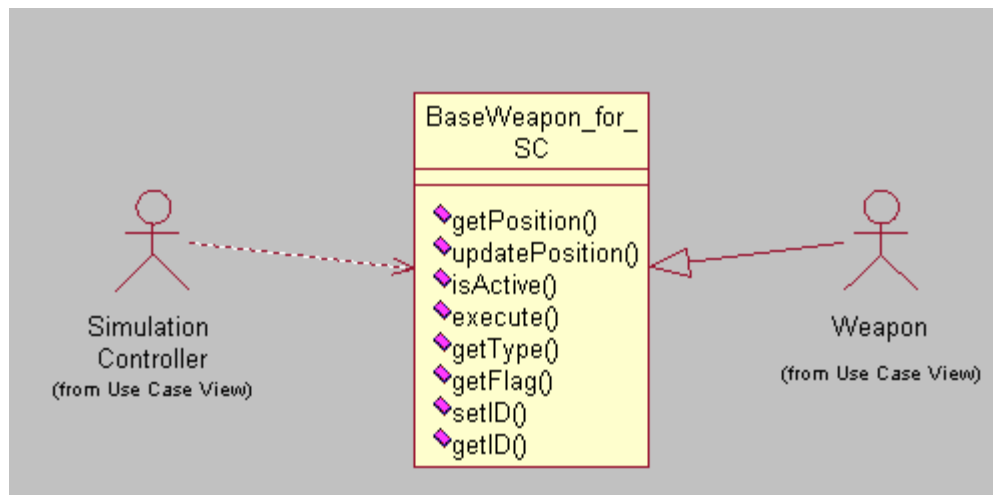 BaseWeapon_for_
SC
getPosition()
updatePosition()
isActive()
execute()
getType()
getFlag()
setID()
getID()
Simulation
Controller
(from Use Case View)
Weapon
(from Use Case View)